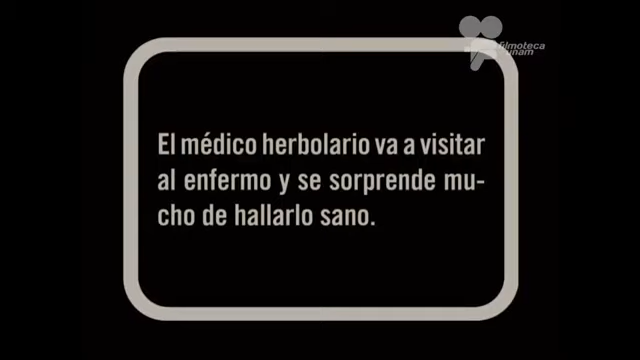 filmoteca
unam
El médico herbolario va a visitar
al enfermo y se sorprende mu-
cho de hallarlo sano.